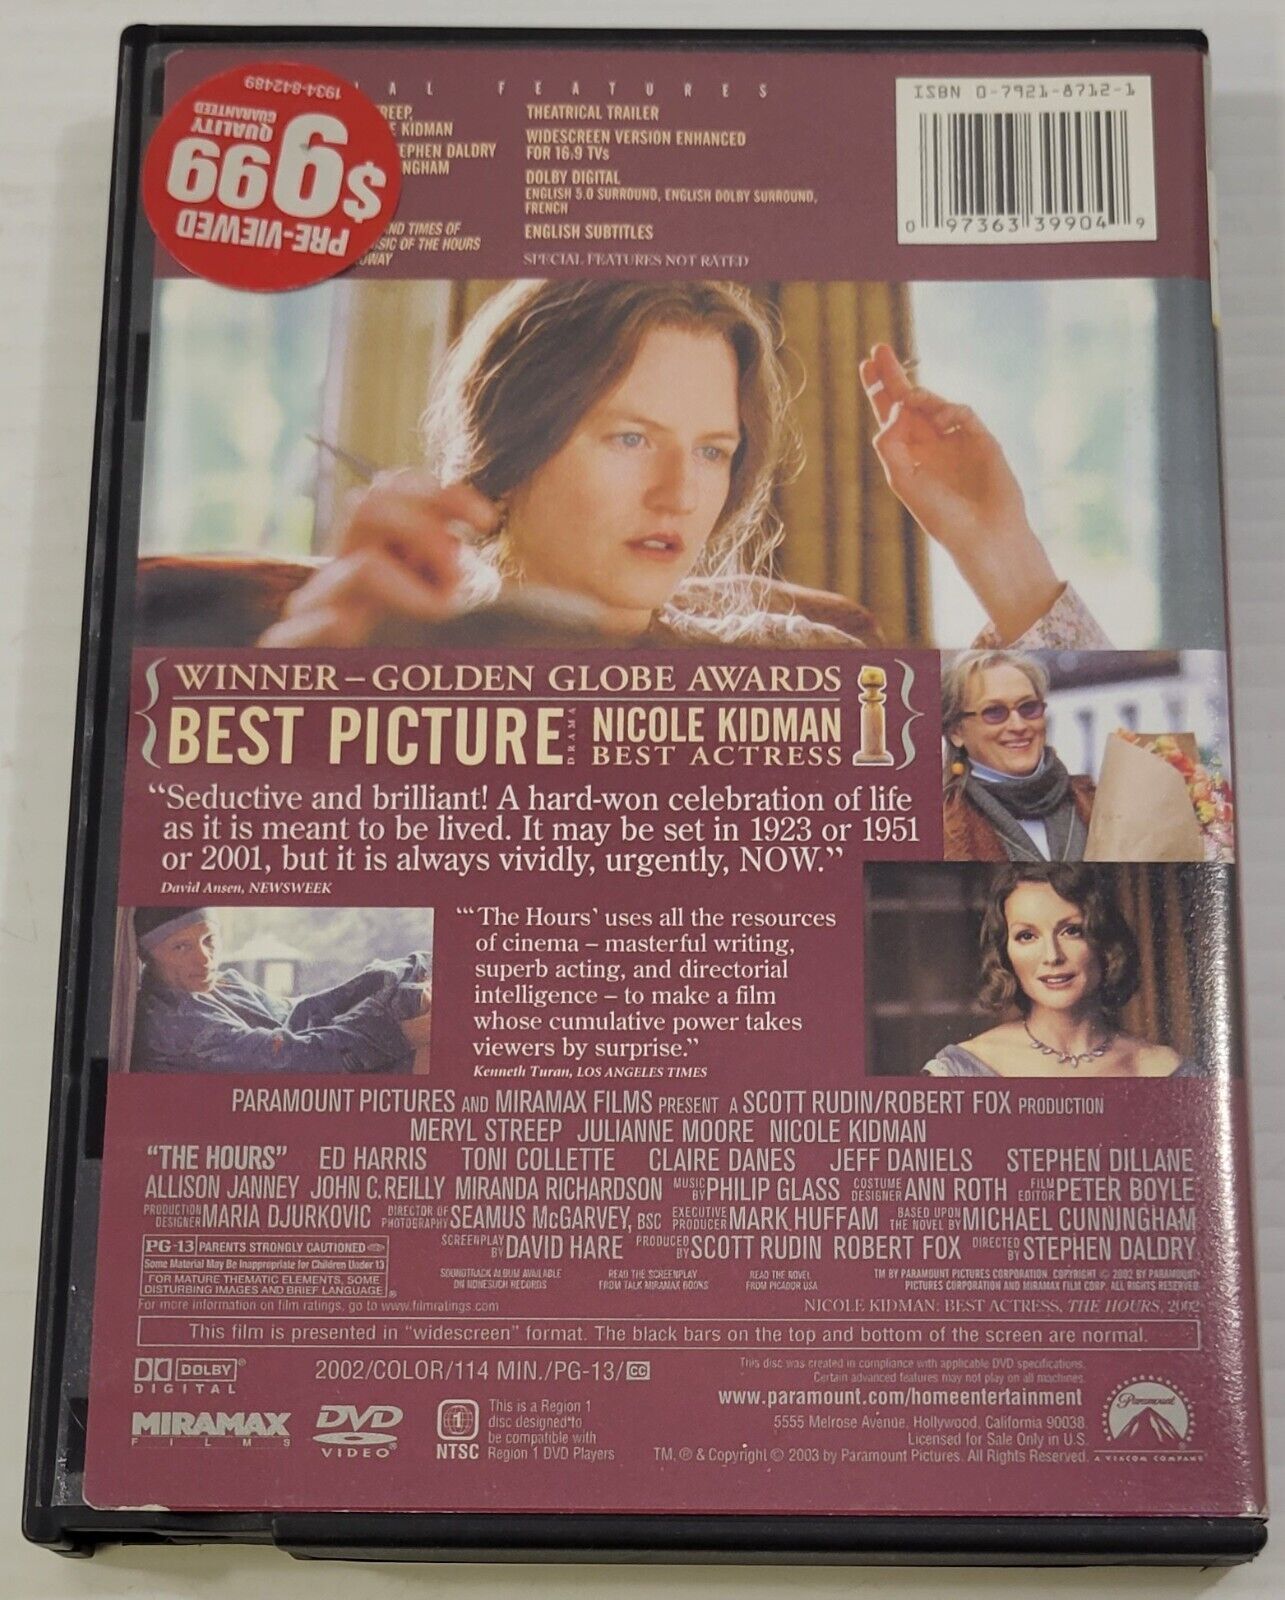 1934-842489
QUALITY
GUARANTEED
$9.99
PRE-VIEWED
AL FEATURES
REEP,
KIDMAN
STEPHEN DALDRY
NGHAM
AND TIMES OF
USIC OF THE HOURS
THEATRICAL TRAILER
WIDESCREEN VERSION ENHANCED
FOR 16:9 TVs
DOLBY DIGITAL
ENGLISH 5.0 SURROUND, ENGLISH DOLBY SURROUND,
FRENCH
ENGLISH SUBTITLES
SPECIAL FEATURES NOT RATED
ISBN 0-7921-8712-1
0 97363 39904 9
WINNER – GOLDEN GLOBE AWARDS
BEST PICTURE DRAMA
NICOLE KIDMAN
BEST ACTRESS
“Seductive and brilliant! A hard-won celebration of life
as it is meant to be lived. It may be set in 1923 or 1951
or 2001, but it is always vividly, urgently, NOW.”
David Ansen, NEWSWEEK
“‘The Hours’ uses all the resources
of cinema – masterful writing,
superb acting, and directorial
intelligence – to make a film
whose cumulative power takes
viewers by surprise.”
Kenneth Turan, LOS ANGELES TIMES
PARAMOUNT PICTURES AND MIRAMAX FILMS PRESENT A SCOTT RUDIN/ROBERT FOX PRODUCTION
MERYL STREEP JULIANNE MOORE NICOLE KIDMAN
“THE HOURS” ED HARRIS TONI COLLETTE CLAIRE DANES JEFF DANIELS STEPHEN DILLANE
ALLISON JANNEY JOHN C. REILLY MIRANDA RICHARDSON MUSIC BY PHILIP GLASS COSTUME DESIGNER ANN ROTH FILM EDITOR PETER BOYLE
PRODUCTION DESIGNER MARIA DJURKOVIC DIRECTOR OF PHOTOGRAPHY SEAMUS McGARVEY, BSC EXECUTIVE PRODUCER MARK HUFFAM BASED UPON THE NOVEL BY MICHAEL CUNNINGHAM
SCREENPLAY BY DAVID HARE PRODUCED BY SCOTT RUDIN ROBERT FOX DIRECTED BY STEPHEN DALDRY
PG-13 PARENTS STRONGLY CAUTIONED
Some Material May Be Inappropriate for Children Under 13
FOR MATURE THEMATIC ELEMENTS, SOME
DISTURBING IMAGES AND BRIEF LANGUAGE
SOUNDTRACK ALBUM AVAILABLE
ON NONESUCH RECORDS
READ THE SCREENPLAY
FROM TALK MIRAMAX BOOKS
READ THE NOVEL
FROM PICADOR USA
TM BY PARAMOUNT PICTURES CORPORATION. COPYRIGHT © 2002 BY PARAMOUNT
PICTURES CORPORATION AND MIRAMAX FILM CORP. ALL RIGHTS RESERVED.
For more information on film ratings, go to www.filmratings.com
NICOLE KIDMAN: BEST ACTRESS, THE HOURS, 2002
This film is presented in “widescreen” format. The black bars on the top and bottom of the screen are normal.
DOLBY
DIGITAL
2002/COLOR/114 MIN./PG-13/CC
This disc was created in compliance with applicable DVD specifications.
Certain advanced features may not play on all machines.
www.paramount.com/homeentertainment
5555 Melrose Avenue, Hollywood, California 90038
Licensed for Sale Only in U.S.
TM, ® & Copyright © 2003 by Paramount Pictures. All Rights Reserved.
MIRAMAX
FILMS
DVD
VIDEO
1
NTSC
This is a Region 1
disc designed to
be compatible with
Region 1 DVD Players
Paramount
A VIACOM COMPANY